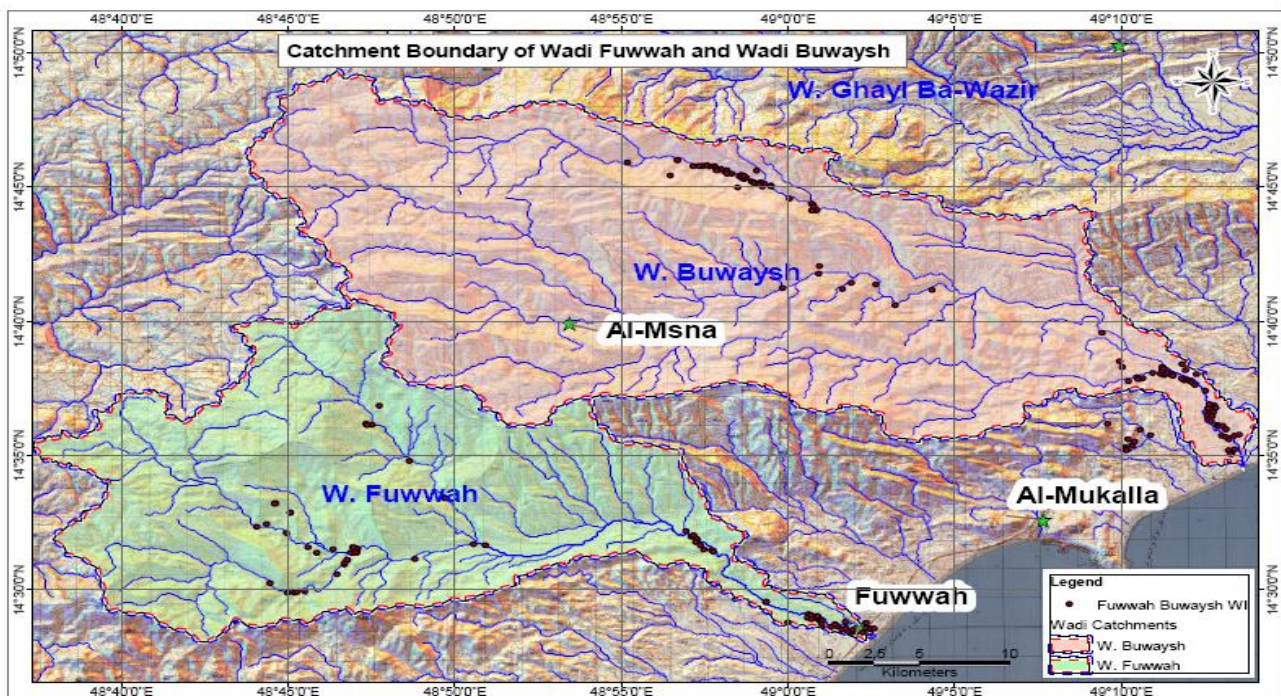 48°40'0"E 48°45'0"E 48°50'0"E 48°55'0"E 49°0'0"E 49°5'0"E 49°10'0"E
Catchment Boundary of Wadi Fuwwah and Wadi Buwaysh
14°50'0"N 14°50'0"N
W. Ghayl Ba-Wazir
14°45'0"N 14°45'0"N
W. Buwaysh
14°40'0"N 14°40'0"N
Al-Msna
14°35'0"N 14°35'0"N
W. Fuwwah
Al-Mukalla
14°30'0"N 14°30'0"N
Fuwwah
Legend
Fuwwah Buwaysh WI
Wadi Catchments
W. Buwaysh
W. Fuwwah
0 2.5 5 10
Kilometers
48°40'0"E 48°45'0"E 48°50'0"E 48°55'0"E 49°0'0"E 49°5'0"E 49°10'0"E